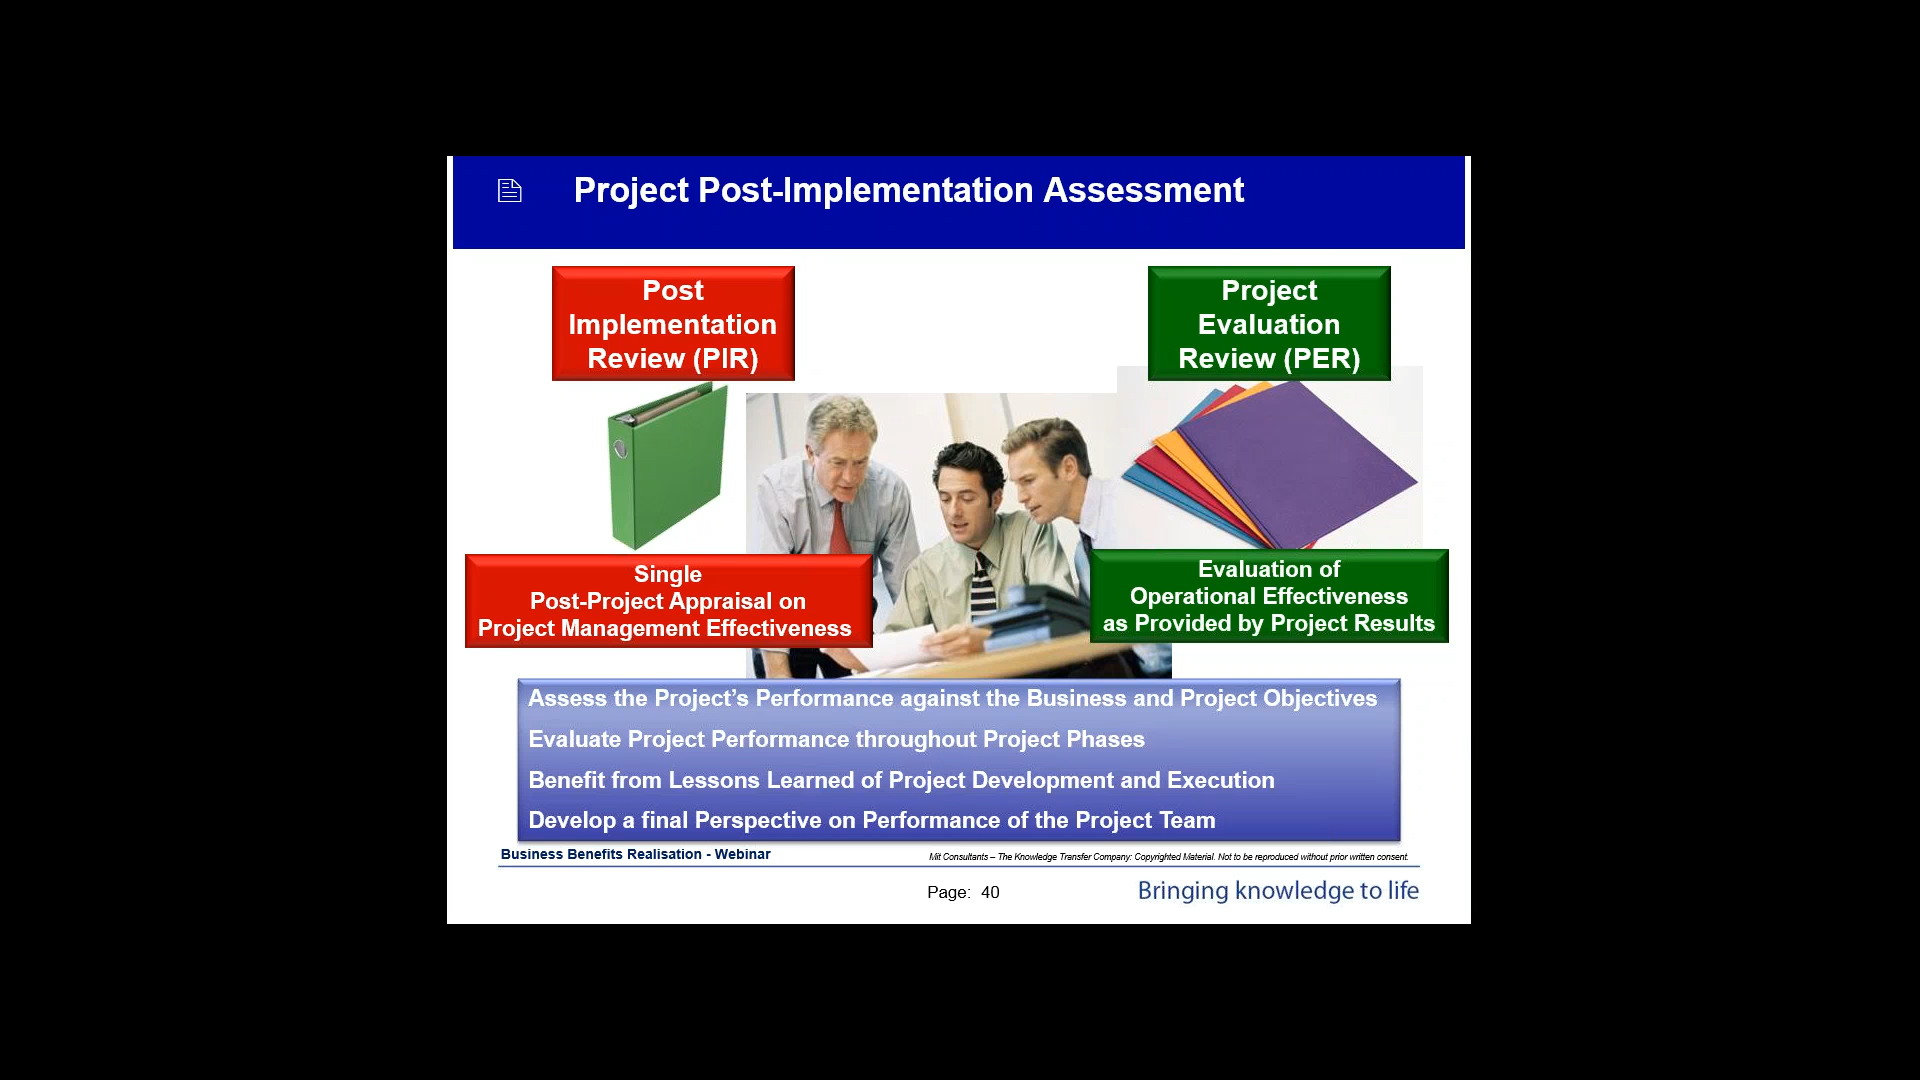 Project Post-Implementation Assessment
Post
Implementation
Review (PIR)
Project
Evaluation
Review (PER)
Single
Post-Project Appraisal on
Project Management Effectiveness
Evaluation of
Operational Effectiveness
as Provided by Project Results
Assess the Project’s Performance against the Business and Project Objectives
Evaluate Project Performance throughout Project Phases
Benefit from Lessons Learned of Project Development and Execution
Develop a final Perspective on Performance of the Project Team
Business Benefits Realisation - Webinar
Mit Consultants – The Knowledge Transfer Company: Copyrighted Material. Not to be reproduced without prior written consent.
Page: 40
Bringing knowledge to life